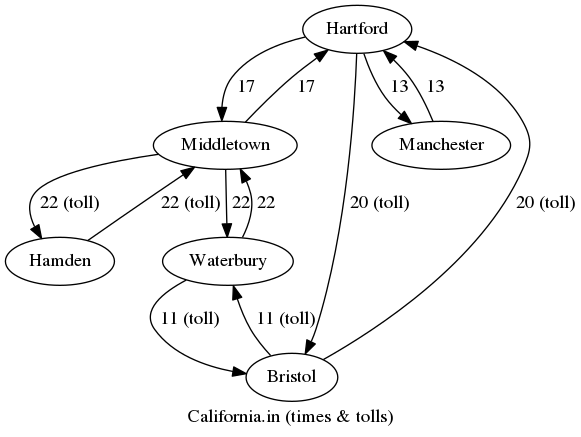 Hartford
17
17
13
13
Middletown
Manchester
22 (toll)
22 (toll)
22
22
20 (toll)
20 (toll)
Hamden
Waterbury
11 (toll)
11 (toll)
Bristol
California.in (times & tolls)